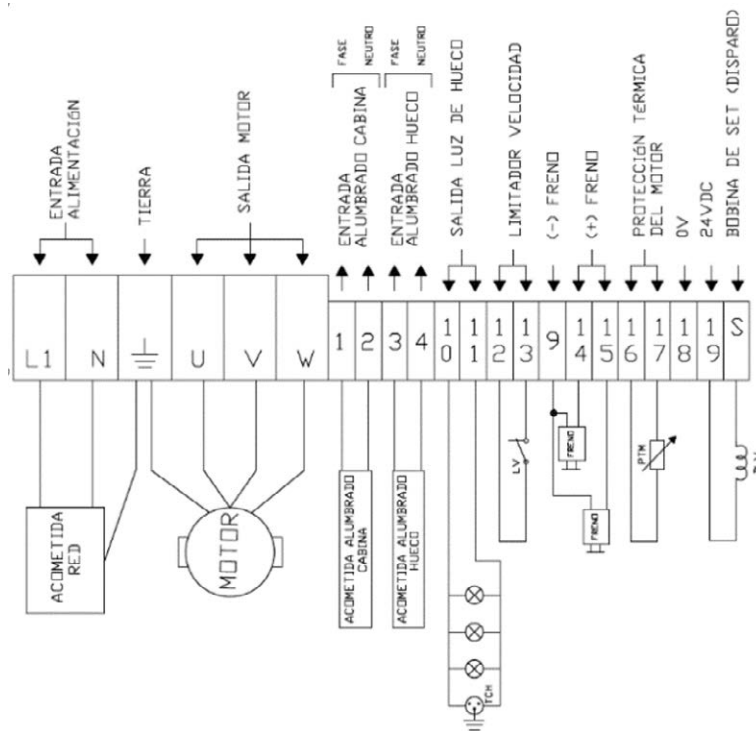 ENTRADA
ALIMENTACIÓN
TIERRA
SALIDA MOTOR
FASE
NEUTRO
ENTRADA
ALUMBRADO CABINA
FASE
NEUTRO
ENTRADA
ALUMBRADO HUECO
SALIDA LUZ DE HUECO
LIMITADOR VELOCIDAD
(-) FRENO
(+) FRENO
PROTECCIÓN TÉRMICA
DEL MOTOR
0V
24VDC
BOBINA DE SET (DISPARO)
L1
N
U
V
W
1
2
3
4
10
11
12
13
9
14
15
16
17
18
19
S
ACOMETIDA
RED
MOTOR
ACOMETIDA ALUMBRADO
CABINA
ACOMETIDA ALUMBRADO
HUECO
TCH
LV
FRENO
FRENO
PTM